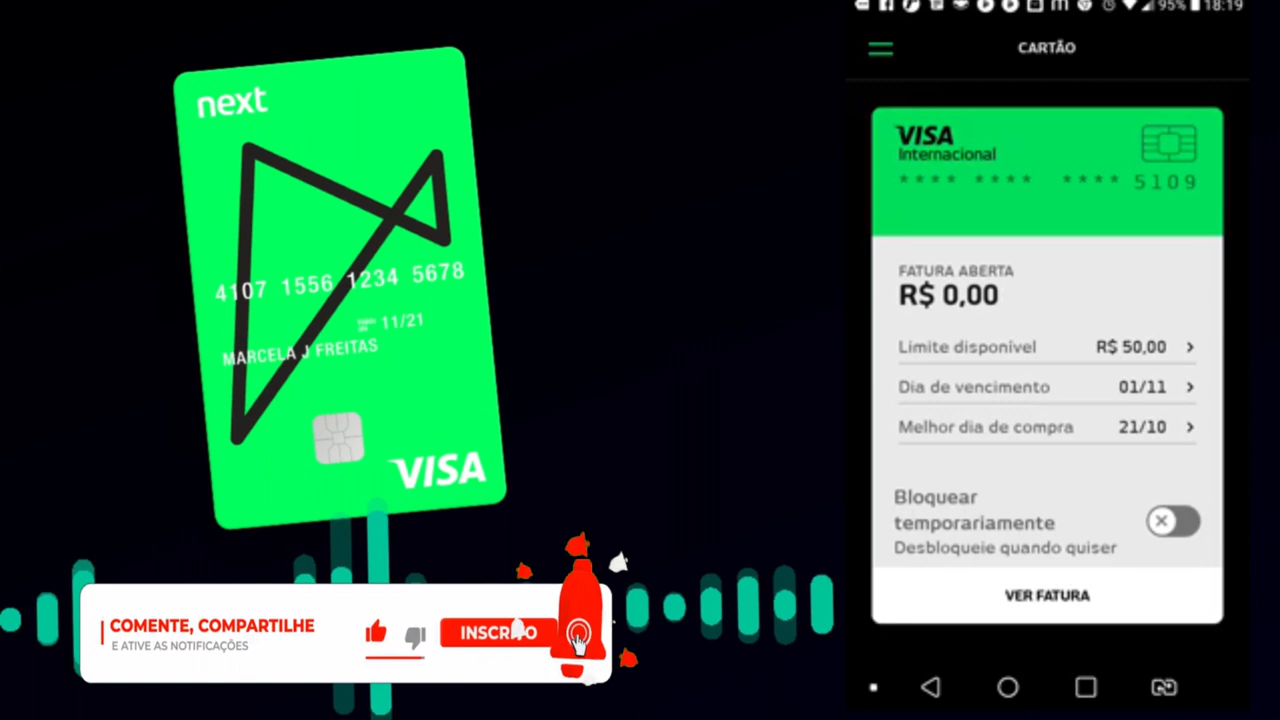 next
4107 1556 1234 5678
11/21
MARCELA J FREITAS
VISA
COMENTE, COMPARTILHE
E ATIVE AS NOTIFICAÇÕES
95% 18:19
CARTÃO
VISA
Internacional
**** **** **** 5109
FATURA ABERTA
R$ 0,00
Limite disponível R$ 50,00 >
Dia de vencimento 01/11 >
Melhor dia de compra 21/10 >
Bloquear
temporariamente
Desbloqueie quando quiser
VER FATURA